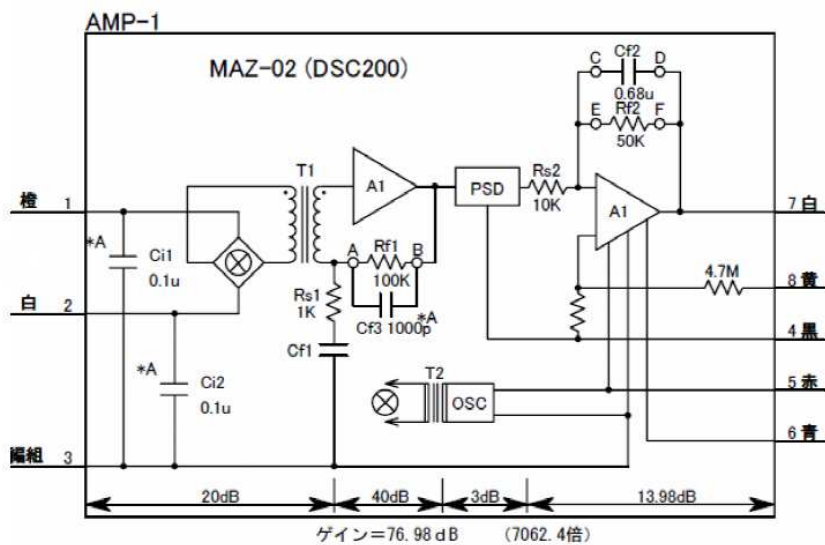 AMP-1
MAZ-02 (DSC200)
C Cf2 D
0.68u
E Rf2 F
50K
T1
A1
PSD
Rs2
10K
A1
橙 1
7 白
*A
Ci1
0.1u
A Rf1 B
100K
Rs1
1K
*A
Cf3 1000p
4.7M
8 黄
白 2
4 黒
*A
Ci2
0.1u
Cf1
T2
OSC
5 赤
6 青
編組 3
20dB
40dB
3dB
13.98dB
ゲイン=76.98dB (7062.4倍)